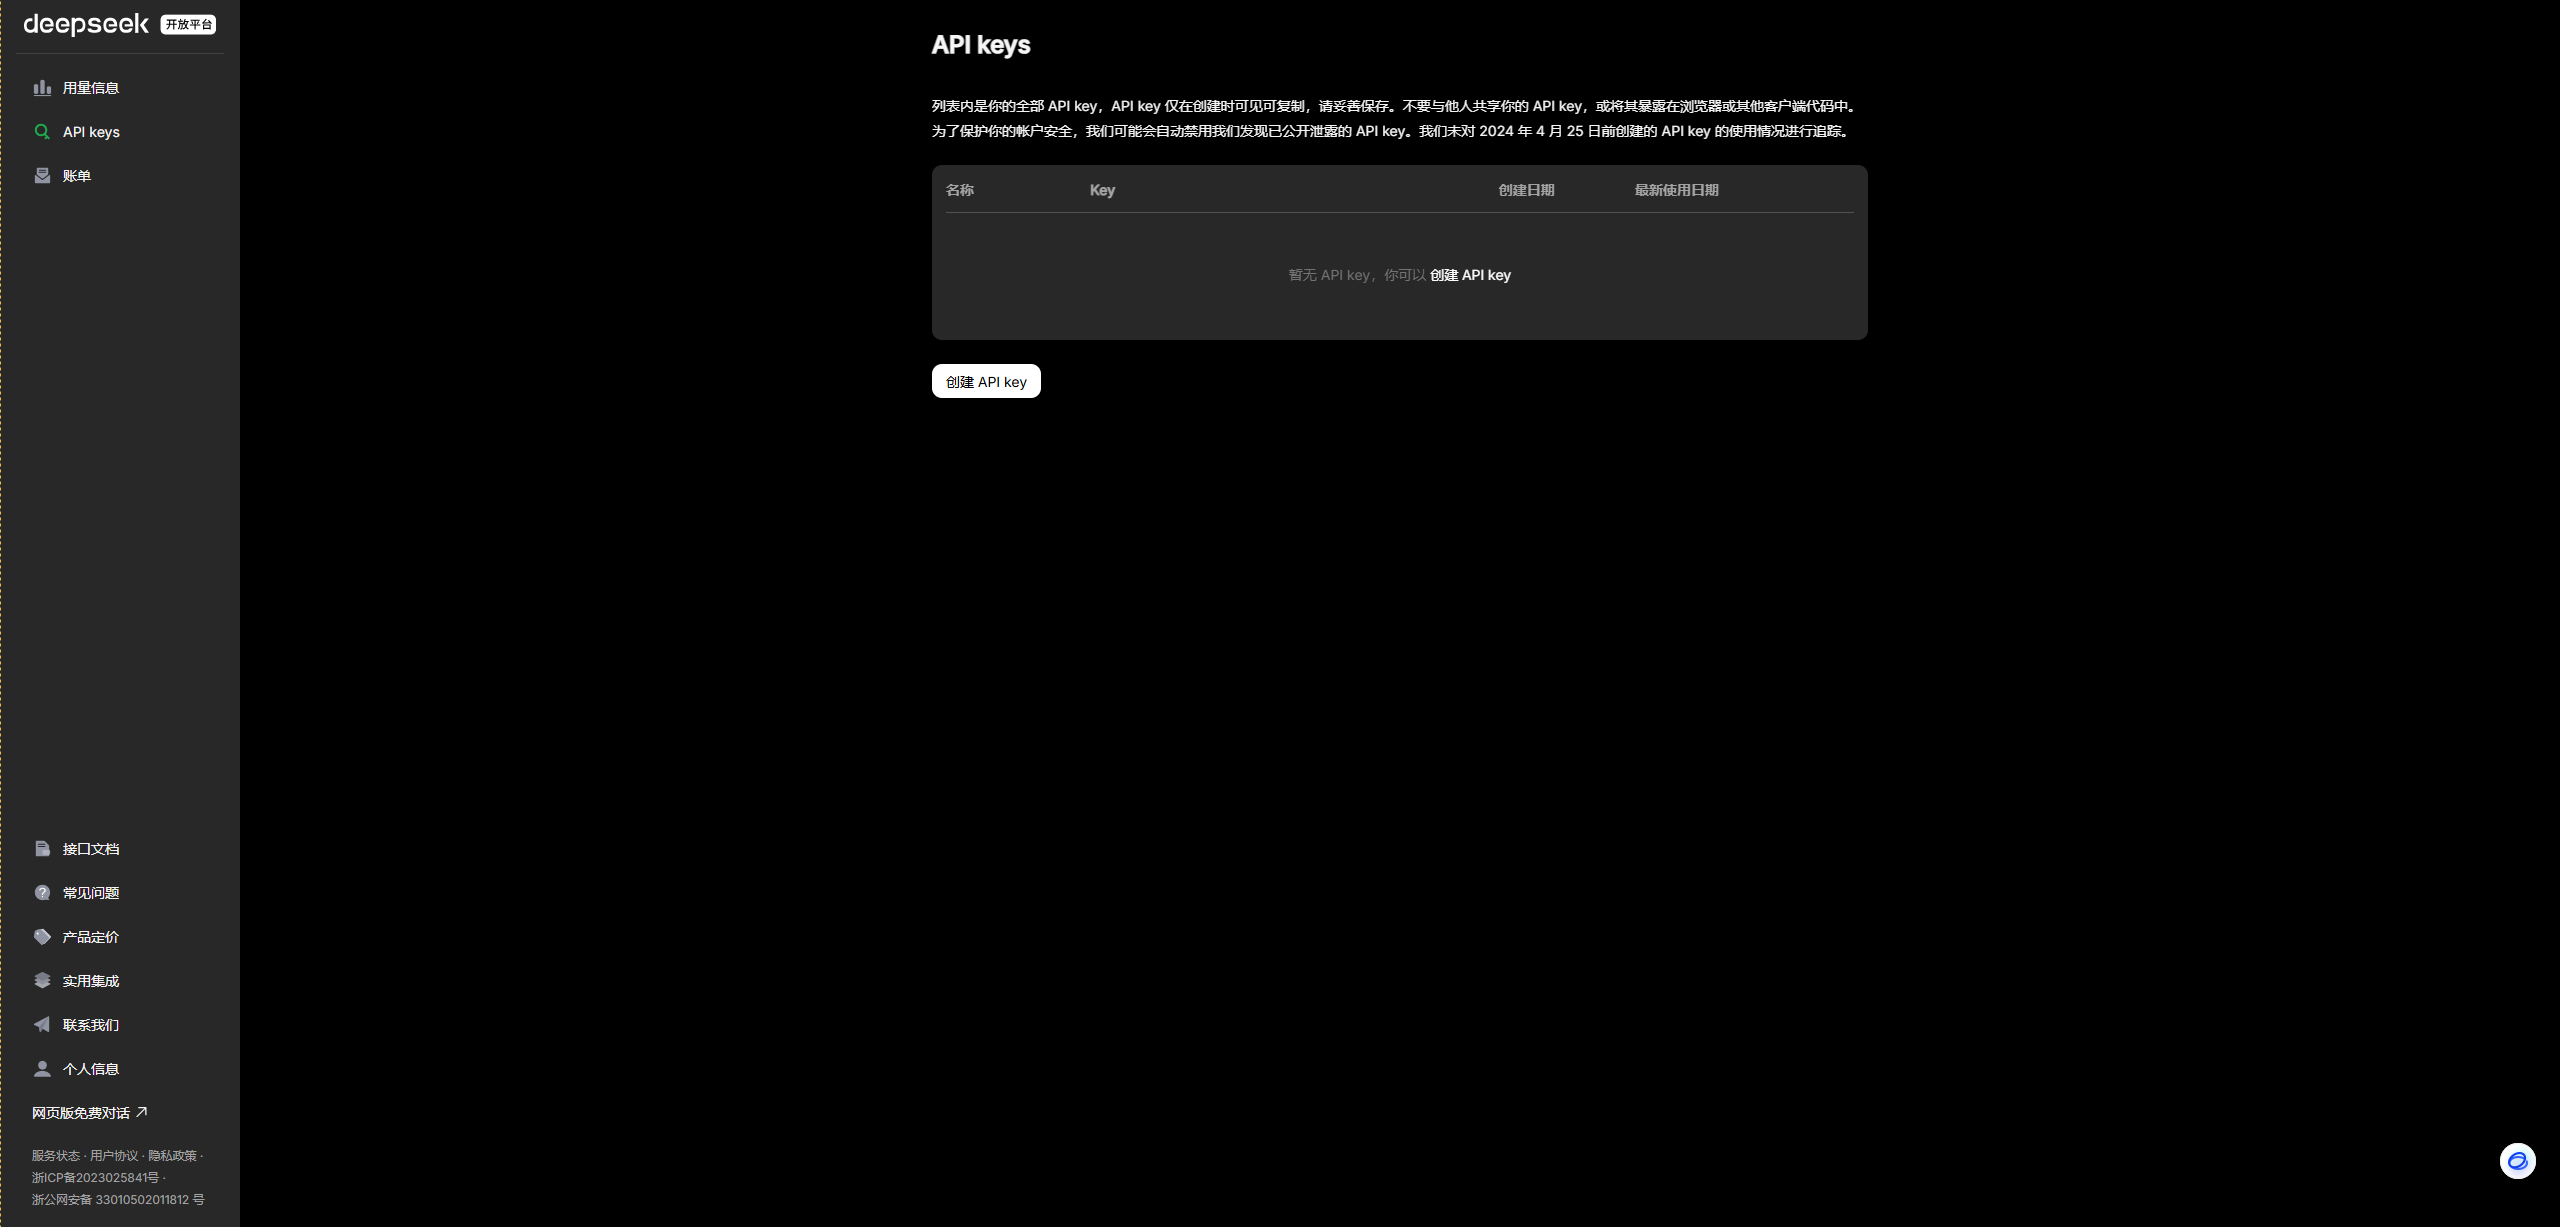 deepseek 开放平台
用量信息
API keys
账单
接口文档
常见问题
产品定价
实用集成
联系我们
个人信息
网页版免费对话
服务状态 · 用户协议 · 隐私政策 ·
浙ICP备2023025841号 ·
浙公网安备 33010502011812 号
API keys
列表内是你的全部 API key，API key 仅在创建时可见可复制，请妥善保存。不要与他人共享你的 API key，或将其暴露在浏览器或其他客户端代码中。
为了保护你的帐户安全，我们可能会自动禁用我们发现已公开泄露的 API key。我们未对 2024 年 4 月 25 日前创建的 API key 的使用情况进行追踪。
名称 Key 创建日期 最新使用日期
暂无 API key，你可以 创建 API key
创建 API key